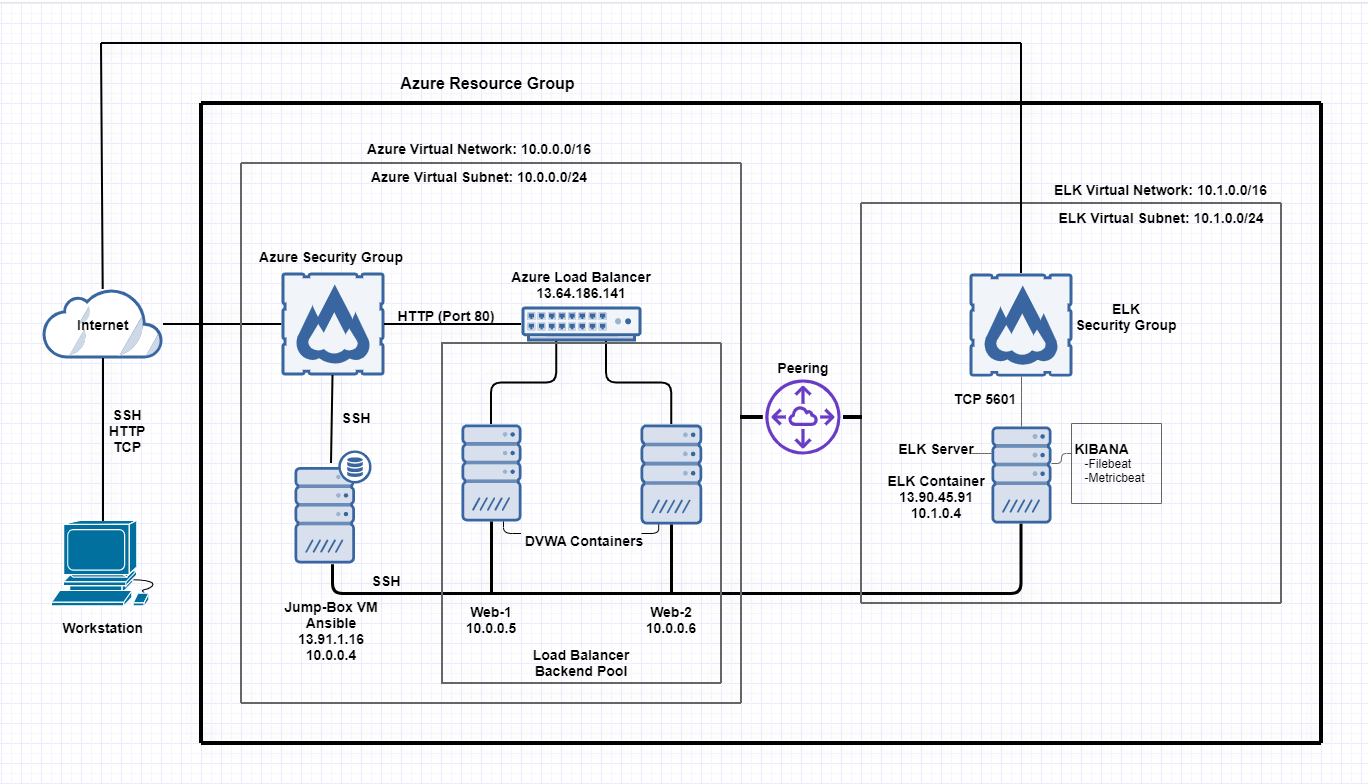 Azure Resource Group
Azure Virtual Network: 10.0.0.0/16
Azure Virtual Subnet: 10.0.0.0/24
ELK Virtual Network: 10.1.0.0/16
ELK Virtual Subnet: 10.1.0.0/24
Azure Security Group
Azure Load Balancer
13.64.186.141
HTTP (Port 80)
Internet
ELK
Security Group
Peering
TCP 5601
SSH
HTTP
TCP
SSH
ELK Server
KIBANA
-Filebeat
-Metricbeat
ELK Container
13.90.45.91
10.1.0.4
DVWA Containers
SSH
Workstation
Jump-Box VM
Ansible
13.91.1.16
10.0.0.4
Web-1
10.0.0.5
Web-2
10.0.0.6
Load Balancer
Backend Pool